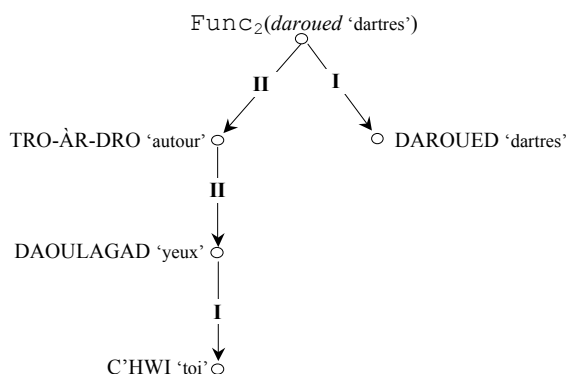 Func₂(daroued ‘dartres’)
II
I
TRO-ÀR-DRO ‘autour’
DAROUED ‘dartres’
II
DAOULAGAD ‘yeux’
I
C'HWI ‘toi’